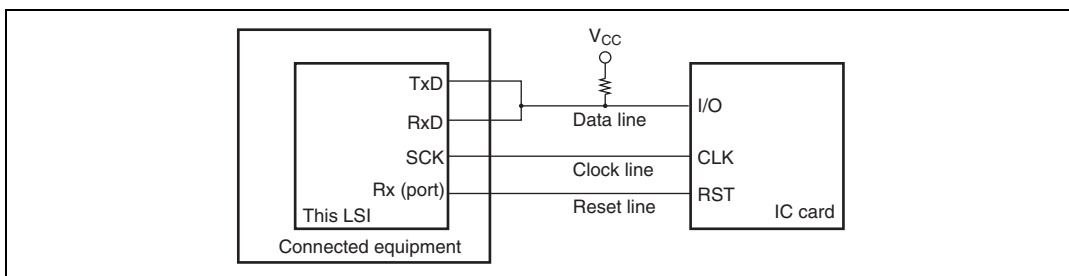 VCC
TxD
RxD
SCK
Rx (port)
This LSI
Connected equipment
Data line
Clock line
Reset line
I/O
CLK
RST
IC card